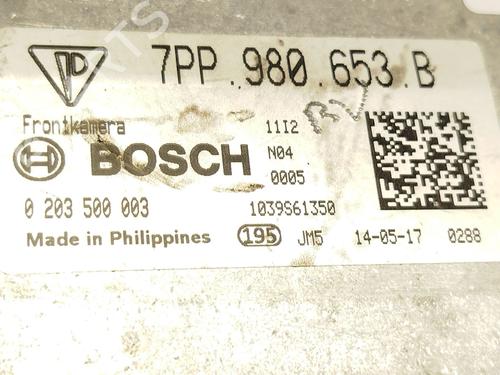 7PP.980.653.B
Frontkamera
11I2
RV
BOSCH
N04
0005
0 203 500 003
1039S61350
Made in Philippines
195
JM5
14-05-17
0288